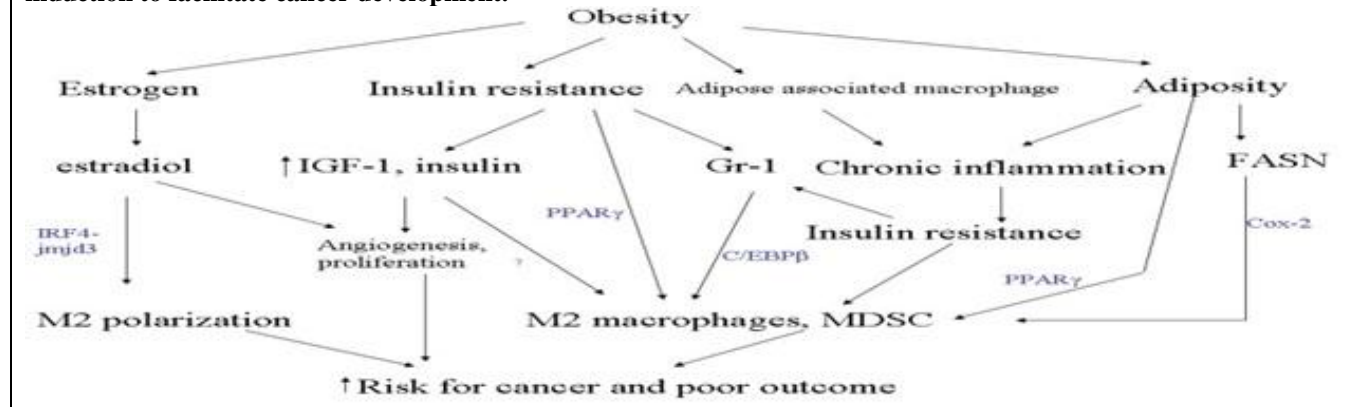 induction to facilitate cancer development.
Obesity
Estrogen Insulin resistance Adipose associated macrophage Adiposity
estradiol ↑IGF-1, insulin Gr-1 Chronic inflammation FASN
IRF4-
jmjd3
PPARγ
Cox-2
Angiogenesis,
proliferation ?
C/EBPβ
Insulin resistance
PPARγ
M2 polarization M2 macrophages, MDSC
↑Risk for cancer and poor outcome